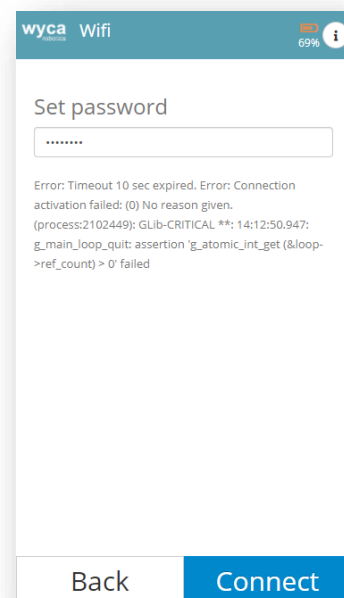 wyca Wifi
robotics
69% i
Set password
••••••••
Error: Timeout 10 sec expired. Error: Connection
activation failed: (0) No reason given.
(process:2102449): GLib-CRITICAL **: 14:12:50.947:
g_main_loop_quit: assertion 'g_atomic_int_get (&loop-
>ref_count) > 0' failed
Back Connect